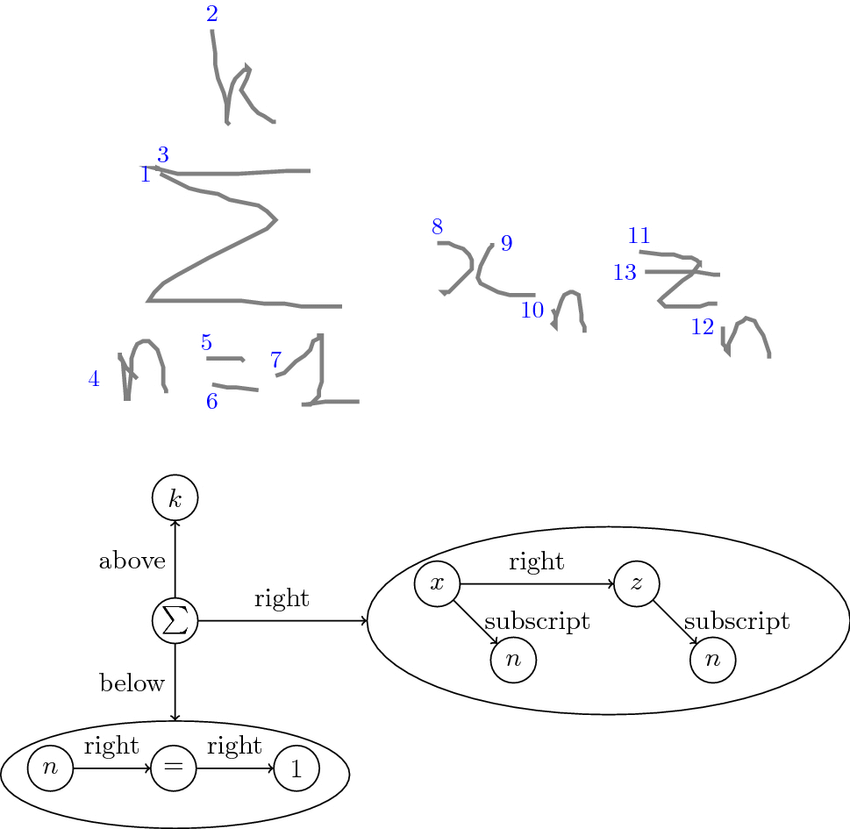 2
k
3
1 ∑
8 9 11
x z
13
10 n 12 n
5 7
4 n = 1
6
k
above
right
∑
below
right
x z
subscript subscript
n n
right right
n = 1